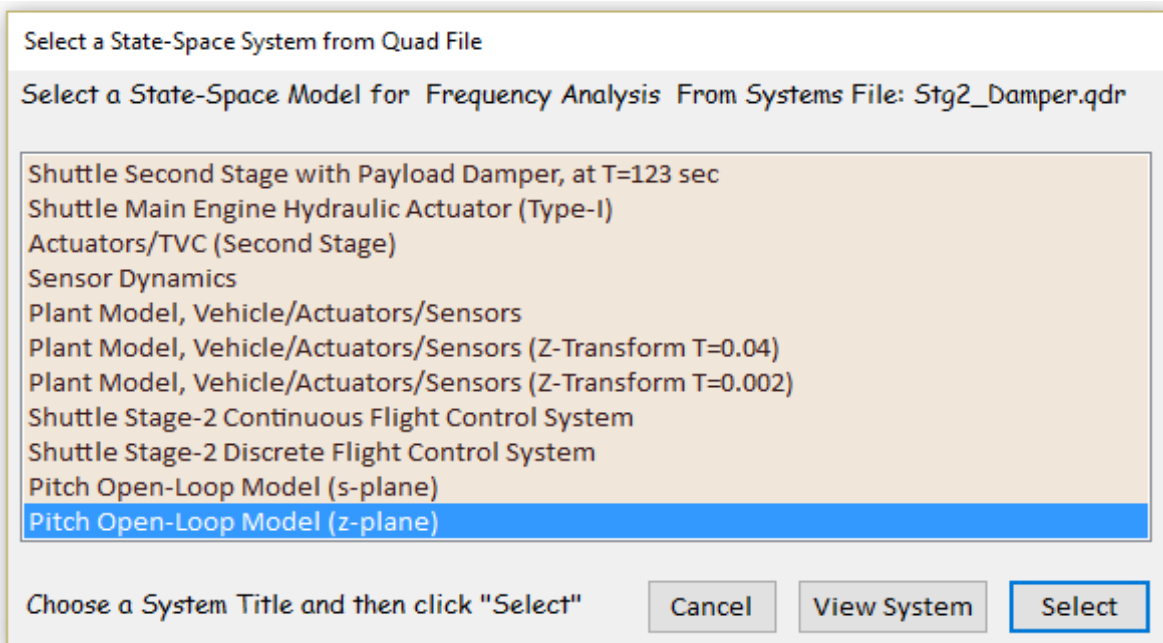 Select a State-Space System from Quad File
Select a State-Space Model for Frequency Analysis From Systems File: Stg2_Damper.qdr
Shuttle Second Stage with Payload Damper, at T=123 sec
Shuttle Main Engine Hydraulic Actuator (Type-I)
Actuators/TVC (Second Stage)
Sensor Dynamics
Plant Model, Vehicle/Actuators/Sensors
Plant Model, Vehicle/Actuators/Sensors (Z-Transform T=0.04)
Plant Model, Vehicle/Actuators/Sensors (Z-Transform T=0.002)
Shuttle Stage-2 Continuous Flight Control System
Shuttle Stage-2 Discrete Flight Control System
Pitch Open-Loop Model (s-plane)
Pitch Open-Loop Model (z-plane)
Choose a System Title and then click "Select" Cancel View System Select